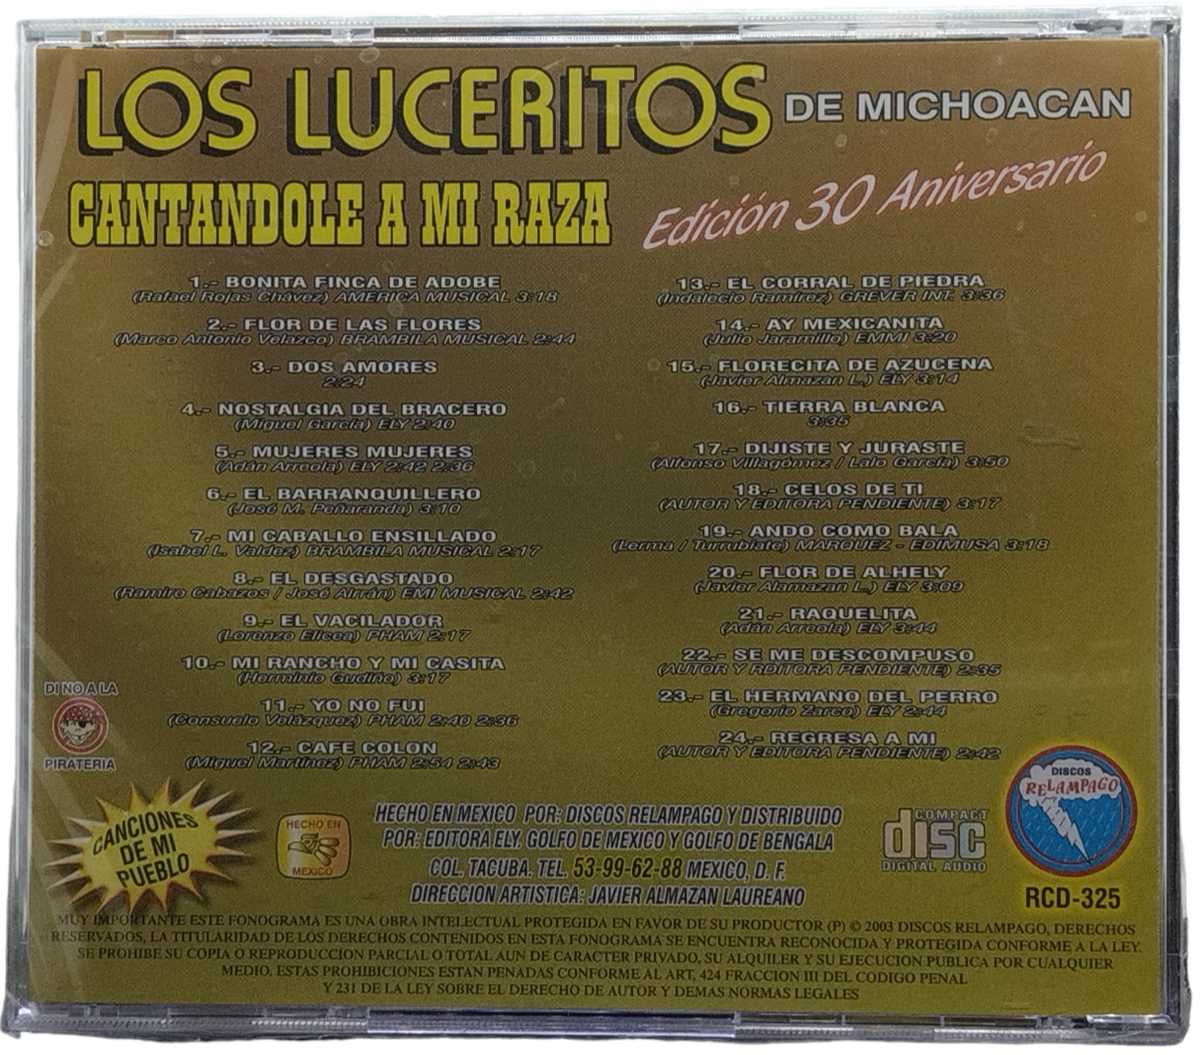 LOS LUCERITOS DE MICHOACAN
CANTANDOLE A MI RAZA
Edición 30 Aniversario
1.- BONITA FINCA DE ADOBE
(Rafael Rojas Chávez) AMERICA MUSICAL 3:18
2.- FLOR DE LAS FLORES
(Marco Antonio Velazco) BRAMBILA MUSICAL 2:44
3.- DOS AMORES
2:24
4.- NOSTALGIA DEL BRACERO
(Miguel García) ELY 2:40
5.- MUJERES MUJERES
(Adán Arreola) ELY 2:42 2:36
6.- EL BARRANQUILLERO
(José M. Peñaranda) 3:10
7.- MI CABALLO ENSILLADO
(Isabel L. Valdez) BRAMBILA MUSICAL 2:17
8.- EL DESGASTADO
(Ramiro Cabazos / José Alrrán) EMI MUSICAL 2:42
9.- EL VACILADOR
(Lorenzo Elicea) PHAM 2:17
10.- MI RANCHO Y MI CASITA
(Herminio Gudiño) 3:17
11.- YO NO FUI
(Consuelo Velázquez) PHAM 2:40 2:36
12.- CAFE COLON
(Miguel Martínez) PHAM 2:54 2:43
13.- EL CORRAL DE PIEDRA
(Indalecio Ramírez) GREVER INT. 3:36
14.- AY MEXICANITA
(Julio Jaramillo) EMMI 3:20
15.- FLORECITA DE AZUCENA
(Javier Almazan L.) ELY 3:14
16.- TIERRA BLANCA
3:35
17.- DIJISTE Y JURASTE
(Alfonso Villagómez / Lalo García) 3:50
18.- CELOS DE TI
(AUTOR Y EDITORA PENDIENTE) 3:17
19.- ANDO COMO BALA
(Lerma / Turrubiate) MARQUEZ - EDIMUSA 3:18
20.- FLOR DE ALHELY
(Javier Alamazan L.) ELY 3:09
21.- RAQUELITA
(Adán Arreola) ELY 3:44
22.- SE ME DESCOMPUSO
(AUTOR Y RDITORA PENDIENTE) 2:35
23.- EL HERMANO DEL PERRO
(Gregorio Zarco) ELY 2:44
24.- REGRESA A MI
(AUTOR Y EDITORA PENDIENTE) 2:42
DI NO A LA
PIRATERIA
CANCIONES
DE MI
PUEBLO
HECHO EN
MEXICO
HECHO EN MEXICO POR: DISCOS RELAMPAGO Y DISTRIBUIDO
POR: EDITORA ELY. GOLFO DE MEXICO Y GOLFO DE BENGALA
COL. TACUBA. TEL. 53-99-62-88 MEXICO, D. F.
DIRECCION ARTISTICA: JAVIER ALMAZAN LAUREANO
COMPACT
disc
DIGITAL AUDIO
DISCOS
RELAMPAGO
RCD-325
MUY IMPORTANTE ESTE FONOGRAMA ES UNA OBRA INTELECTUAL PROTEGIDA EN FAVOR DE SU PRODUCTOR (P) © 2003 DISCOS RELAMPAGO, DERECHOS
RESERVADOS, LA TITULARIDAD DE LOS DERECHOS CONTENIDOS EN ESTA FONOGRAMA SE ENCUENTRA RECONOCIDA Y PROTEGIDA CONFORME A LA LEY.
SE PROHIBE SU COPIA O REPRODUCCION PARCIAL O TOTAL AUN DE CARACTER PRIVADO, SU ALQUILER Y SU EJECUCION PUBLICA POR CUALQUIER
MEDIO. ESTAS PROHIBICIONES ESTAN PENADAS CONFORME AL ART, 424 FRACCION III DEL CODIGO PENAL
Y 231 DE LA LEY SOBRE EL DERECHO DE AUTOR Y DEMAS NORMAS LEGALES